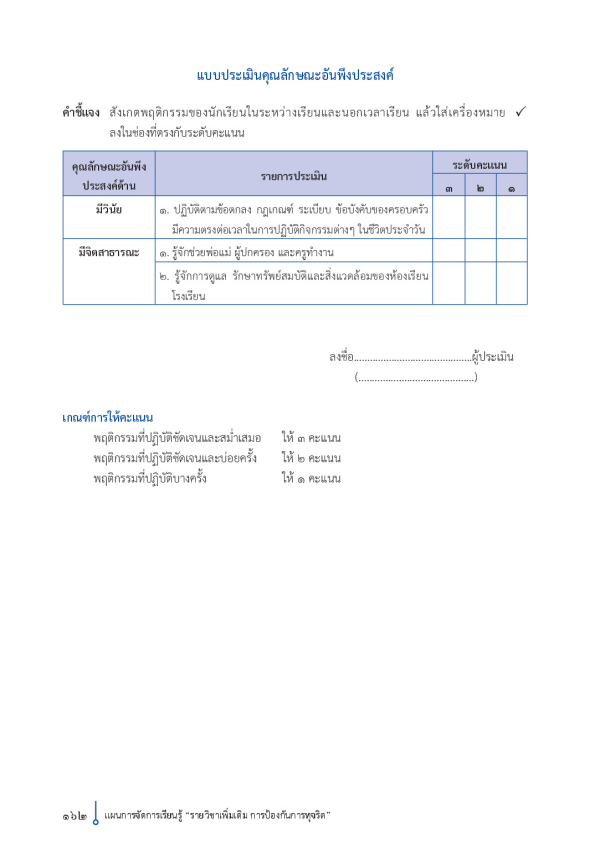 แบบประเมินคุณลักษณะอันพึงประสงค์
คำชี้แจง สังเกตพฤติกรรมของนักเรียนในระหว่างเรียนและนอกเวลาเรียน แล้วใส่เครื่องหมาย ✓
ลงในช่องที่ตรงกับระดับคะแนน
คุณลักษณะอันพึง
ประสงค์ด้าน
รายการประเมิน
ระดับคะแนน
๓ ๒ ๑
มีวินัย
๑. ปฏิบัติตามข้อตกลง กฎเกณฑ์ ระเบียบ ข้อบังคับของครอบครัว
มีความตรงต่อเวลาในการปฏิบัติกิจกรรมต่างๆ ในชีวิตประจำวัน
มีจิตสาธารณะ
๑. รู้จักช่วยพ่อแม่ ผู้ปกครอง และครูทำงาน
๒. รู้จักการดูแล รักษาทรัพย์สมบัติและสิ่งแวดล้อมของห้องเรียน
โรงเรียน
ลงชื่อ............................................ผู้ประเมิน
(...........................................)
เกณฑ์การให้คะแนน
พฤติกรรมที่ปฏิบัติชัดเจนและสม่ำเสมอ ให้ ๓ คะแนน
พฤติกรรมที่ปฏิบัติชัดเจนและบ่อยครั้ง ให้ ๒ คะแนน
พฤติกรรมที่ปฏิบัติบางครั้ง ให้ ๑ คะแนน
๑๖๒ แผนการจัดการเรียนรู้ “รายวิชาเพิ่มเติม การป้องกันการทุจริต”